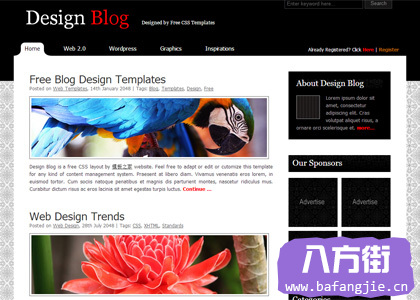 Enter keyword here...
Search
Design Blog
Designed by Free CSS Templates
Home
Web 2.0
Wordpress
Graphics
Inspirations
Already Registered? Click Here | Register
Free Blog Design Templates
Posted on Web Templates, 14th January 2048 | Tags: Blog, Templates, Design, Free
Design Blog is a free CSS layout by 模板之家 website. Feel free to adapt or edit or cutomize this template
for any kind of content management system. Praesent at libero diam. Vivamus venenatis eros lorem, in
euismod tortor. Cum sociis natoque penatibus et magnis dis parturient montes, nascetur ridiculus mus.
Curabitur dictum risus ac eros lacinia sit amet egestas turpis luctus. Continue ...
Web Design Trends
Posted on Web Design, 28th July 2048 | Tags: CSS, XHTML, Standards
About Design Blog
Lorem ipsum dolor sit
amet, consectetur
adipiscing elit. Cras
volutpat mattis purus, a
ornare orci scelerisque et. more...
Our Sponsors
Advertise
Advertise
八方街
www.bafangjie.cn
Categories